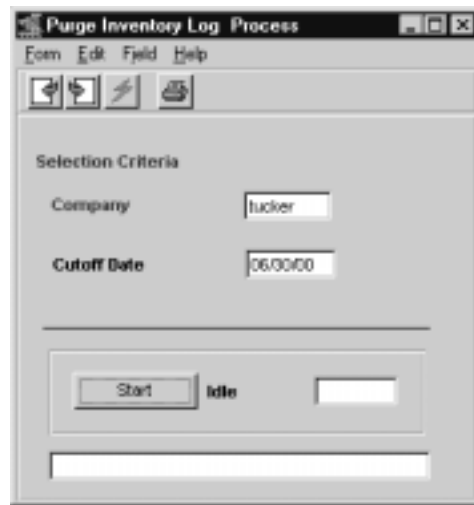 Purge Inventory Log Process
Form Edit Field Help
Selection Criteria
Company tucker
Cutoff Date 06/30/00
Start Idle